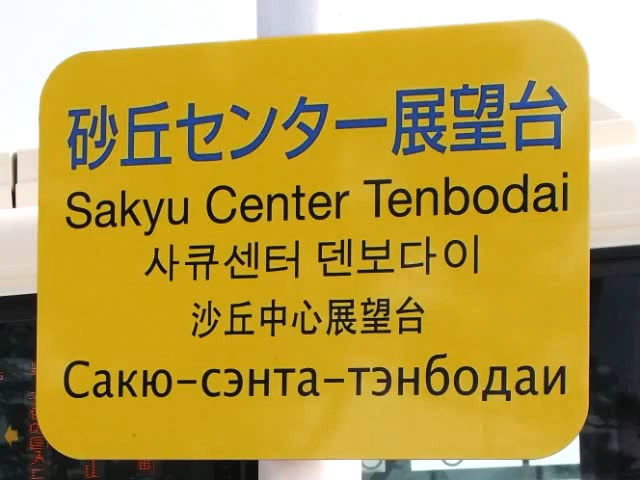 砂丘センター展望台
Sakyu Center Tenbodai
사큐센터 덴보다이
沙丘中心展望台
Сакю-сэнта-тэнбодаи